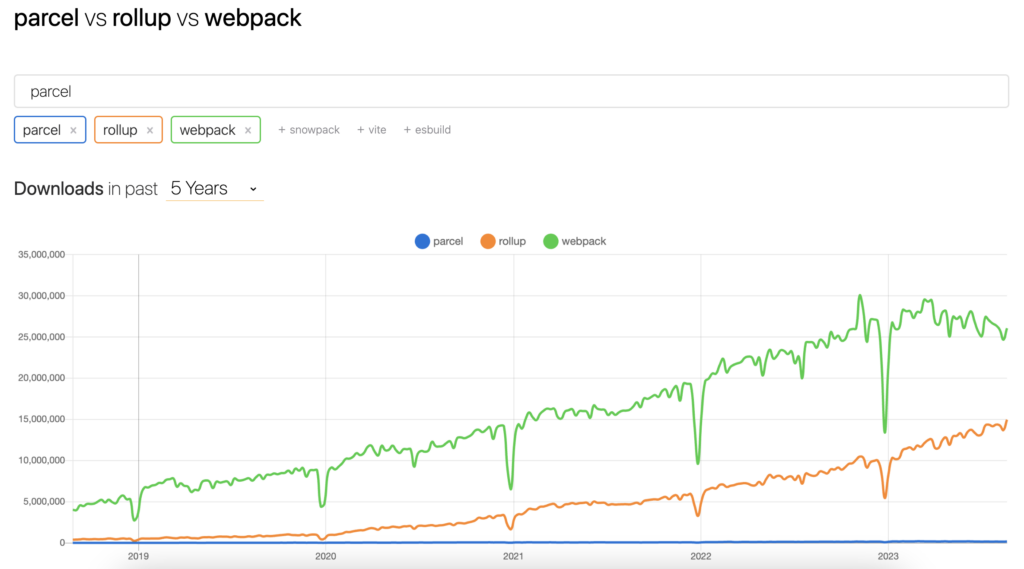 parcel vs rollup vs webpack
parcel
parcel × rollup × webpack × + snowpack + vite + esbuild
Downloads in past 5 Years
parcel rollup webpack
35,000,000
30,000,000
25,000,000
20,000,000
15,000,000
10,000,000
5,000,000
0
2019 2020 2021 2022 2023